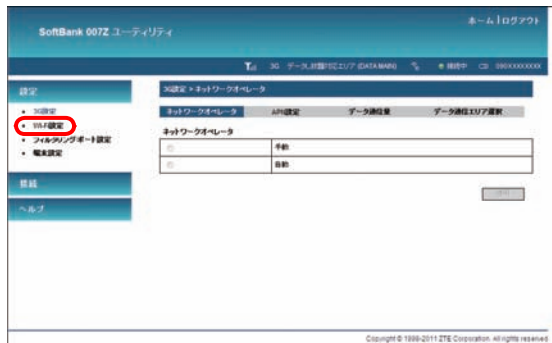 SoftBank 007Z ユーティリティ
ホーム | ログアウト
3G データ通信対応エリア (DATA MAIN)
接続中
090XXXXXXXX
設定
3G設定 > ネットワークオペレータ
3G設定
Wi-Fi設定
フィルタリングポート設定
端末設定
ネットワークオペレータ
APN設定
データ通信量
データ通信エリア選択
ネットワークオペレータ
手動
自動
接続
ヘルプ
Copyright © 1998-2011 ZTE Corporation. All rights reserved